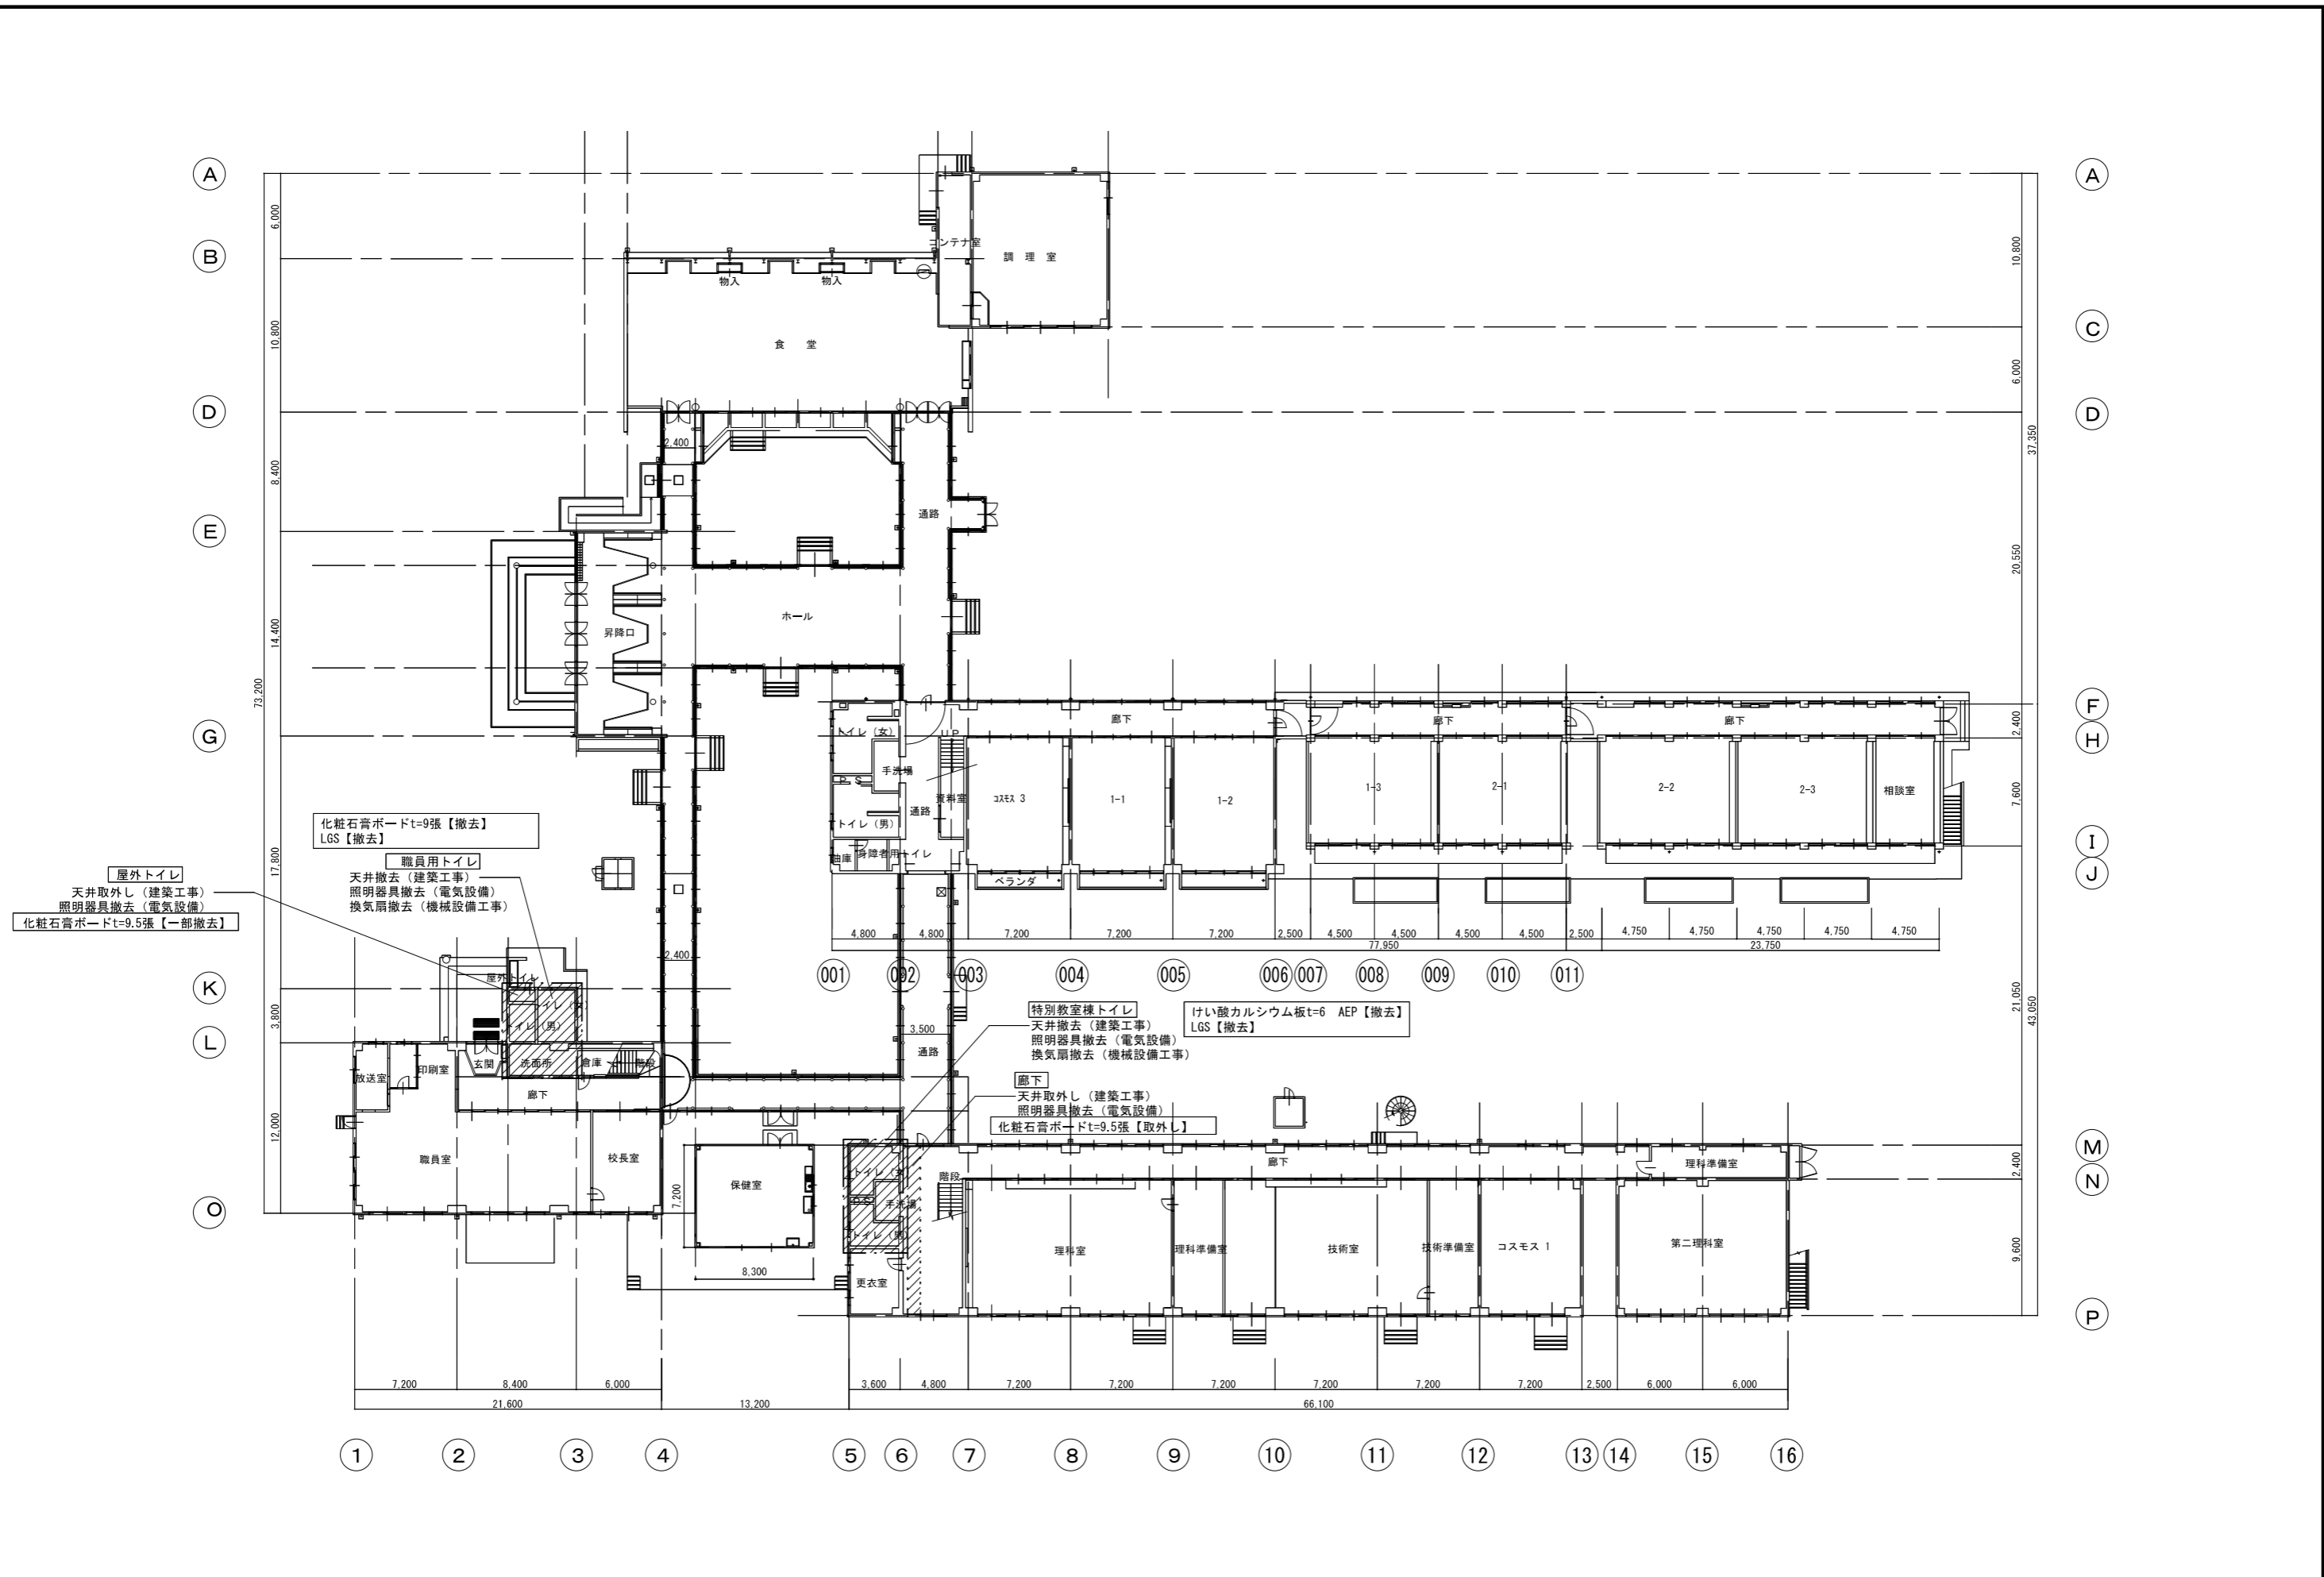 A
A
6,000
10,800
B
コンテナ室
調 理 室
物入
物入
C
10,800
食 堂
6,000
D
D
2,400
37,350
8,400
通路
E
20,550
ホール
14,400
昇降口
73,200
F
廊下
廊下
廊下
2,400
G
トイレ（女）
UP
H
手洗場
PS
資料室
コスモス 3
1-1
1-2
1-3
2-1
2-2
2-3
相談室
7,600
通路
トイレ（男）
I
身障者用トイレ
J
ベランダ
17,800
化粧石膏ボードt=9張【撤去】
LGS【撤去】
職員用トイレ
天井撤去（建築工事）
照明器具撤去（電気設備）
換気扇撤去（機械設備工事）
屋外トイレ
天井取外し（建築工事）
照明器具撤去（電気設備）
化粧石膏ボードt=9.5張【一部撤去】
4,800
4,800
7,200
7,200
7,200
2,500
4,500
4,500
4,500
4,500
2,500
4,750
4,750
4,750
4,750
4,750
77,950
23,750
2,400
001
002
003
004
005
006
007
008
009
010
011
屋外トイレ
K
トイレ（男）
3,800
21,050
43,050
特別教室棟トイレ
天井撤去（建築工事）
照明器具撤去（電気設備）
換気扇撤去（機械設備工事）
けい酸カルシウム板t=6 AEP【撤去】
LGS【撤去】
3,500
L
通路
放送室
印刷室
玄関
洗面所
倉庫
階段
廊下
廊下
天井取外し（建築工事）
照明器具撤去（電気設備）
化粧石膏ボードt=9.5張【取外し】
12,000
M
職員室
校長室
廊下
理科準備室
2,400
保健室
トイレ（女）
階段
N
PS
手洗場
7,200
O
トイレ（男）
理科室
理科準備室
技術室
技術準備室
コスモス 1
第二理科室
9,600
8,300
更衣室
P
7,200
8,400
6,000
3,600
4,800
7,200
7,200
7,200
7,200
7,200
7,200
2,500
6,000
6,000
21,600
13,200
66,100
1
2
3
4
5
6
7
8
9
10
11
12
13
14
15
16